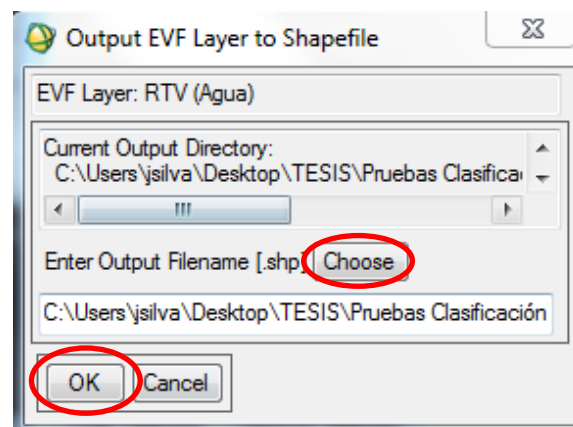 Output EVF Layer to Shapefile
EVF Layer: RTV (Agua)
Current Output Directory:
C:\Users\jsilva\Desktop\TESIS\Pruebas
Enter Output Filename [.shp] Choose
C:\Users\jsilva\Desktop\TESIS\Pruebas Clasificación
OK Cancel